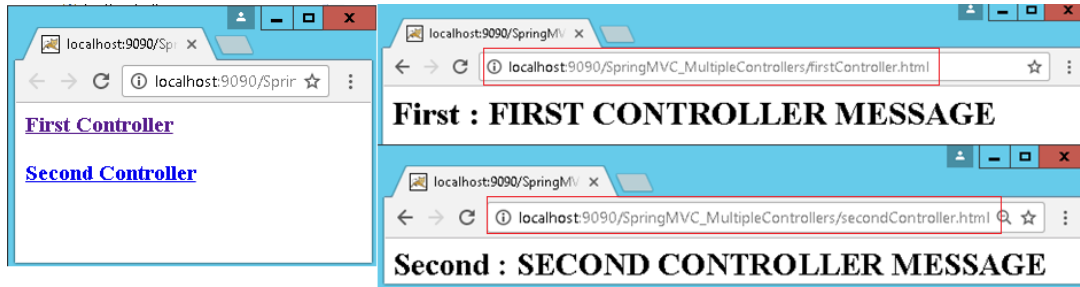 localhost:9090/Spr
localhost:9090/Sprir
First Controller
Second Controller
localhost:9090/SpringMV
localhost:9090/SpringMVC_MultipleControllers/firstController.html
First : FIRST CONTROLLER MESSAGE
localhost:9090/SpringMV
localhost:9090/SpringMVC_MultipleControllers/secondController.html
Second : SECOND CONTROLLER MESSAGE